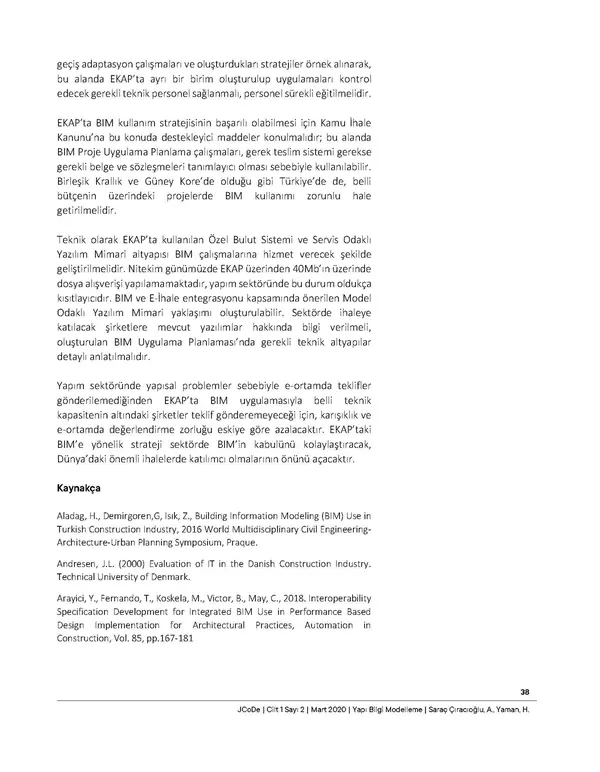 geçiş adaptasyon çalışmaları ve oluşturdukları stratejiler örnek alınarak,
bu alanda EKAP'ta ayrı bir birim oluşturulup uygulamaları kontrol
edecek gerekli teknik personel sağlanmalı, personel sürekli eğitilmelidir.
EKAP'ta BIM kullanım stratejisinin başarılı olabilmesi için Kamu İhale
Kanunu'na bu konuda destekleyici maddeler konulmalıdır; bu alanda
BIM Proje Uygulama Planlama çalışmaları, gerek teslim sistemi gerekse
gerekli belge ve sözleşmeleri tanımlayıcı olması sebebiyle kullanılabilir.
Birleşik Krallık ve Güney Kore'de olduğu gibi Türkiye'de de, belli
bütçenin üzerindeki projelerde BIM kullanımı zorunlu hale
getirilmelidir.
Teknik olarak EKAP'ta kullanılan Özel Bulut Sistemi ve Servis Odaklı
Yazılım Mimari altyapısı BIM çalışmalarına hizmet verecek şekilde
geliştirilmelidir. Nitekim günümüzde EKAP üzerinden 40Mb'ın üzerinde
dosya alışverişi yapılamamaktadır, yapım sektöründe bu durum oldukça
kısıtlayıcıdır. BIM ve E-İhale entegrasyonu kapsamında önerilen Model
Odaklı Yazılım Mimari yaklaşımı oluşturulabilir. Sektörde ihaleye
katılacak şirketlere mevcut yazılımlar hakkında bilgi verilmeli,
oluşturulan BIM Uygulama Planlaması'nda gerekli teknik altyapılar
detaylı anlatılmalıdır.
Yapım sektöründe yapısal problemler sebebiyle e-ortamda teklifler
gönderilemediğinden EKAP'ta BIM uygulamasıyla belli teknik
kapasitenin altındaki şirketler teklif gönderemeyeceği için, karışıklık ve
e-ortamda değerlendirme zorluğu eskiye göre azalacaktır. EKAP'taki
BIM'e yönelik strateji sektörde BIM'in kabulünü kolaylaştıracak,
Dünya'daki önemli ihalelerde katılımcı olmalarının önünü açacaktır.
Kaynakça
Aladag, H., Demirgoren,G, Isık, Z., Building Information Modeling (BIM) Use in
Turkish Construction Industry, 2016 World Multidisciplinary Civil Engineering-
Architecture-Urban Planning Symposium, Praque.
Andresen, J.L. (2000) Evaluation of IT in the Danish Construction Industry.
Technical University of Denmark.
Arayici, Y., Fernando, T., Koskela, M., Victor, B., May, C., 2018. Interoperability
Specification Development for Integrated BIM Use in Performance Based
Design Implementation for Architectural Practices, Automation in
Construction, Vol. 85, pp.167-181
38
JCoDe | Cilt 1 Sayı 2 | Mart 2020 | Yapı Bilgi Modelleme | Saraç Çıracıoğlu, A., Yaman, H.